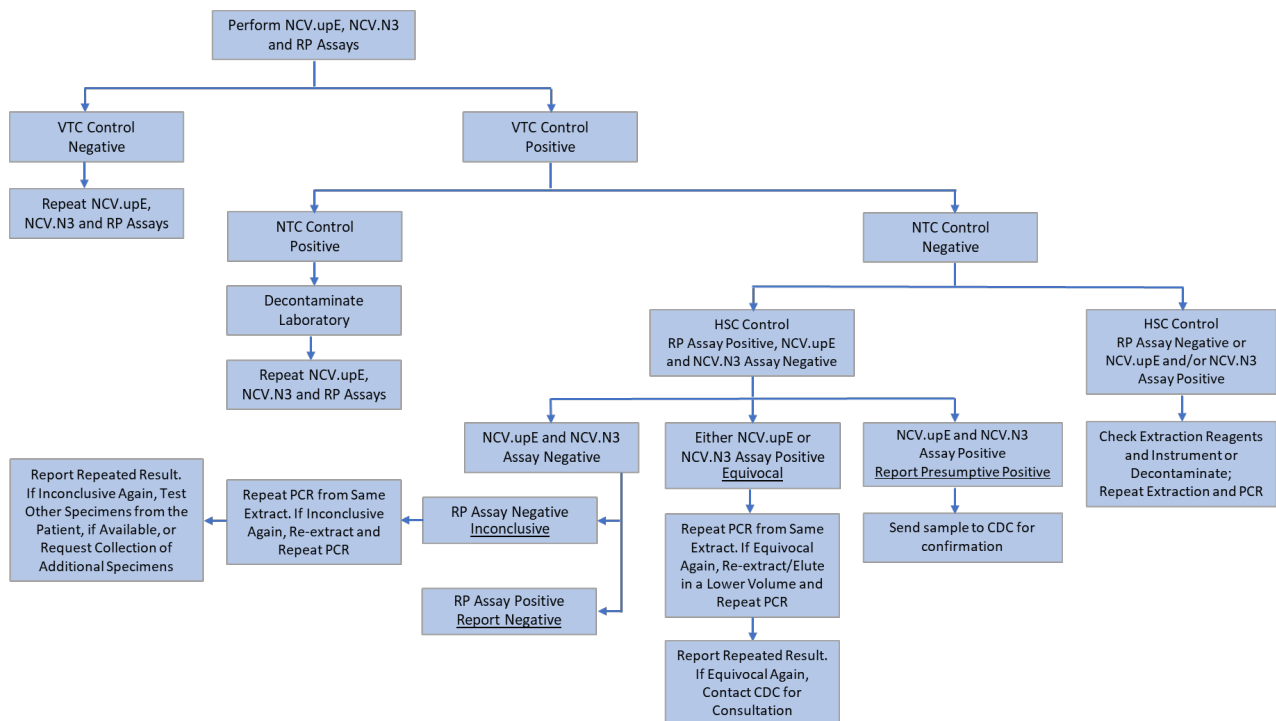 Perform NCV.upE, NCV.N3
and RP Assays
VTC Control
Negative
VTC Control
Positive
Repeat NCV.upE,
NCV.N3 and RP Assays
NTC Control
Positive
NTC Control
Negative
Decontaminate
Laboratory
HSC Control
RP Assay Positive, NCV.upE
and NCV.N3 Assay Negative
HSC Control
RP Assay Negative or
NCV.upE and/or NCV.N3
Assay Positive
Repeat NCV.upE,
NCV.N3 and RP Assays
NCV.upE and NCV.N3
Assay Negative
Either NCV.upE or
NCV.N3 Assay Positive
Equivocal
NCV.upE and NCV.N3
Assay Positive
Report Presumptive Positive
Check Extraction Reagents
and Instrument or
Decontaminate;
Repeat Extraction and PCR
Report Repeated Result.
If Inconclusive Again, Test
Other Specimens from the
Patient, if Available, or
Request Collection of
Additional Specimens
Repeat PCR from Same
Extract. If Inconclusive
Again, Re-extract and
Repeat PCR
RP Assay Negative
Inconclusive
Repeat PCR from Same
Extract. If Equivocal
Again, Re-extract/Elute
in a Lower Volume and
Repeat PCR
Send sample to CDC for
confirmation
RP Assay Positive
Report Negative
Report Repeated Result.
If Equivocal Again,
Contact CDC for
Consultation